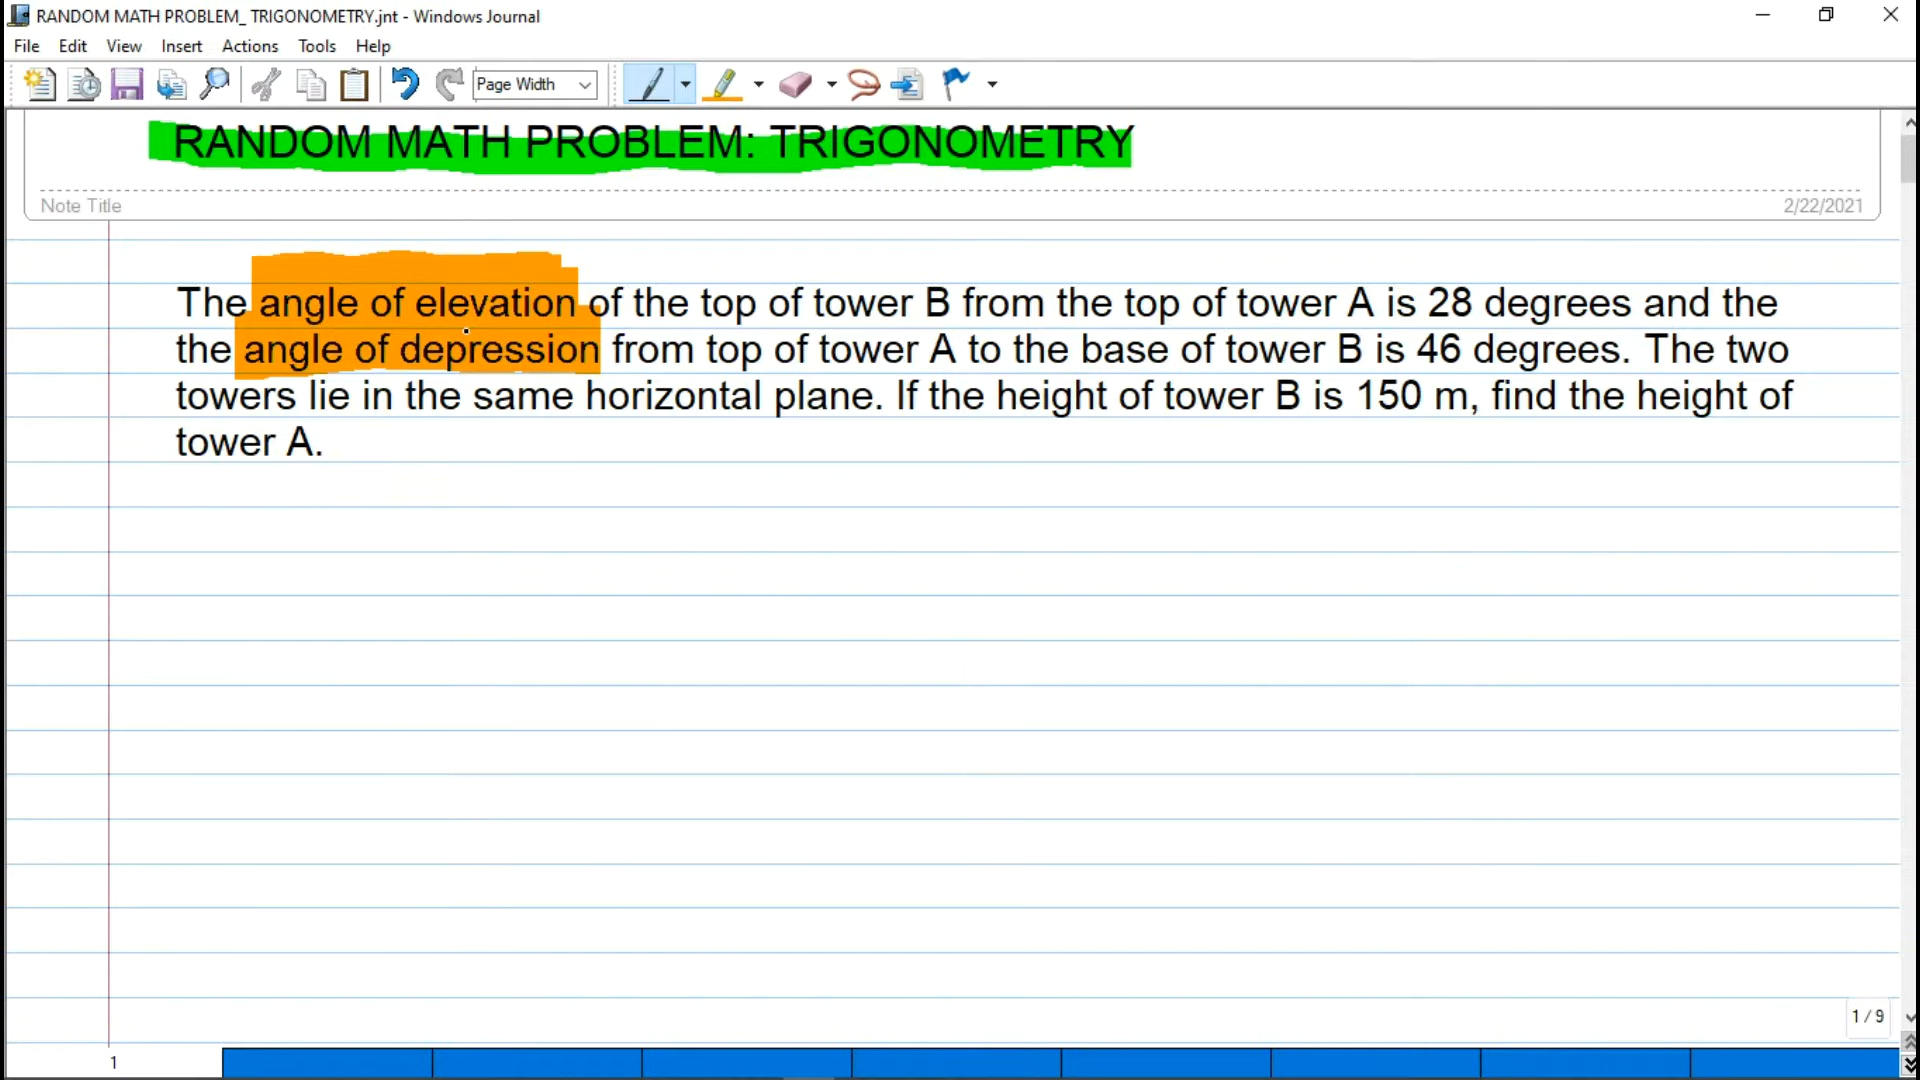 RANDOM MATH PROBLEM_ TRIGONOMETRY.jnt - Windows Journal
File Edit View Insert Actions Tools Help
Page Width
RANDOM MATH PROBLEM: TRIGONOMETRY
Note Title 2/22/2021
The angle of elevation of the top of tower B from the top of tower A is 28 degrees and the
the angle of depression from top of tower A to the base of tower B is 46 degrees. The two
towers lie in the same horizontal plane. If the height of tower B is 150 m, find the height of
tower A.
1 / 9
1